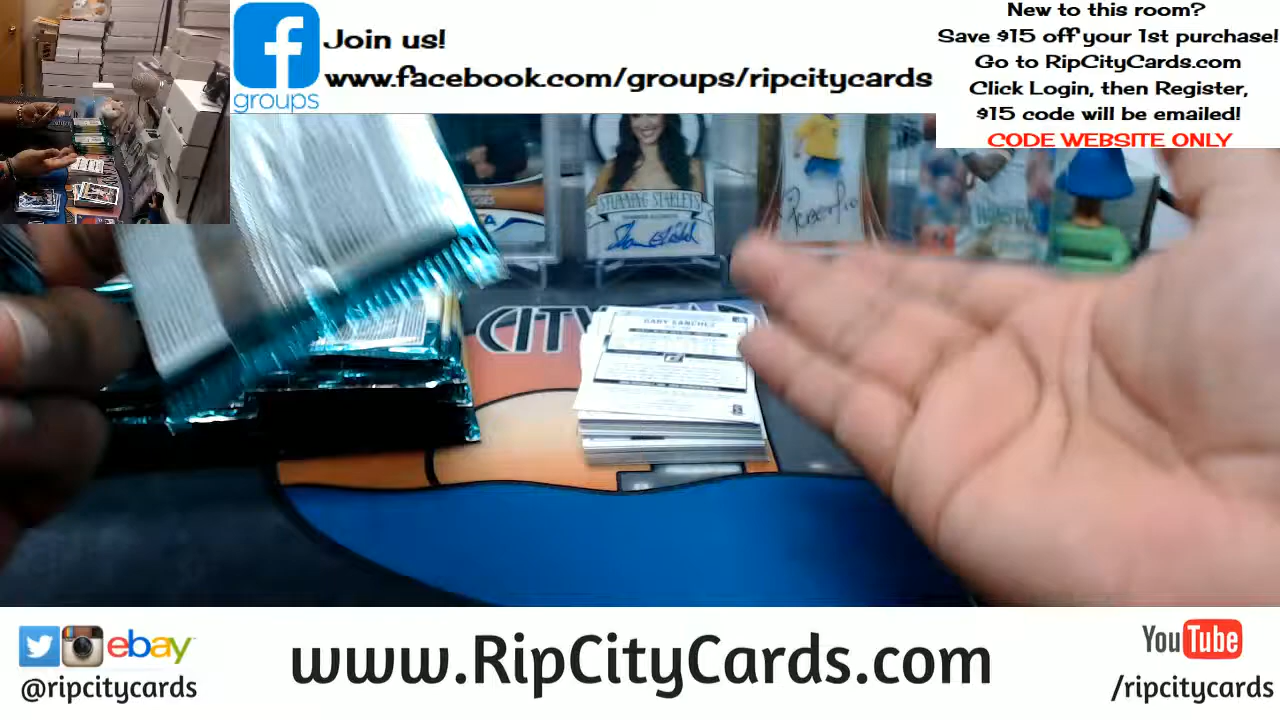 Join us!
www.facebook.com/groups/ripcitycards
groups
New to this room?
Save $15 off your 1st purchase!
Go to RipCityCards.com
Click Login, then Register,
$15 code will be emailed!
CODE WEBSITE ONLY
STUNNING STARLETS
CITY
GARY SANCHEZ
ebay
@ripcitycards
www.RipCityCards.com
YouTube
/ripcitycards